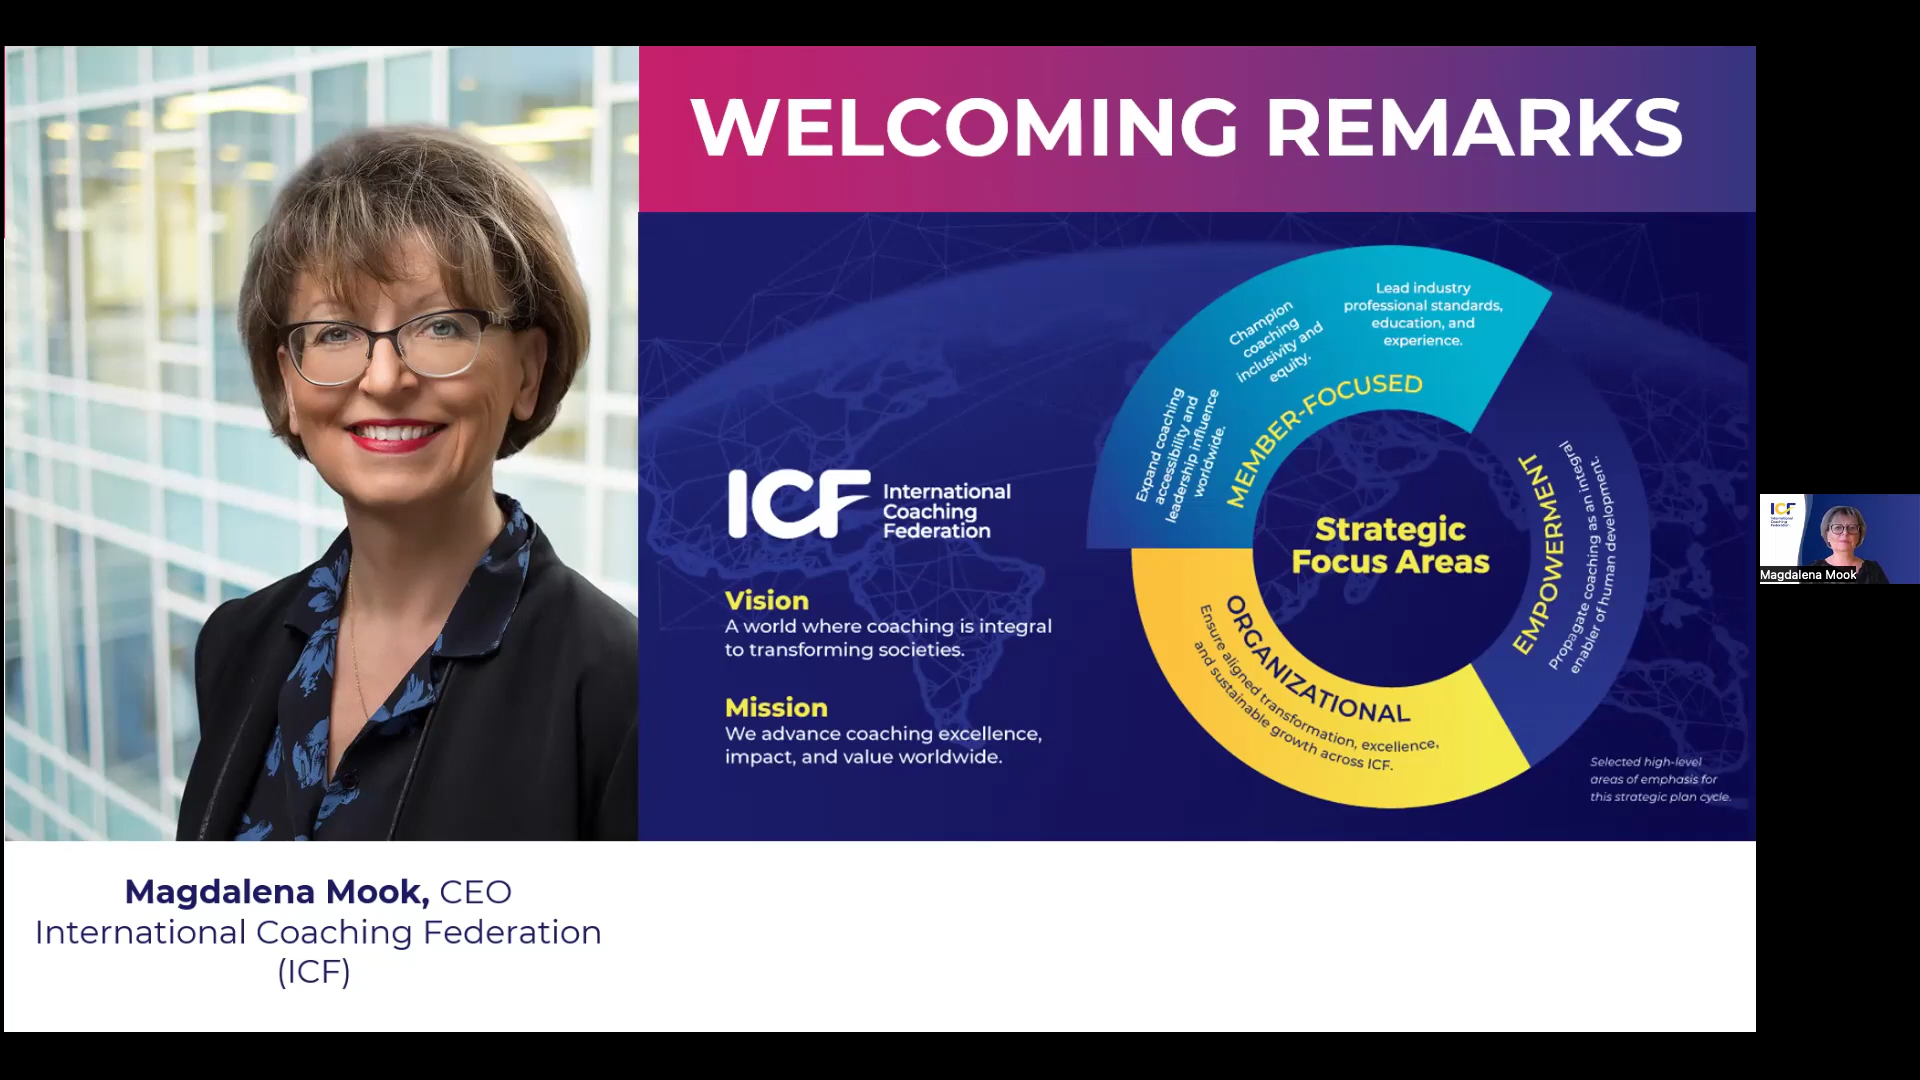 WELCOMING REMARKS
ICF International
Coaching
Federation
Vision
A world where coaching is integral
to transforming societies.
Mission
We advance coaching excellence,
impact, and value worldwide.
Strategic
Focus Areas
MEMBER-FOCUSED
Expand coaching
accessibility and
leadership influence
worldwide.
Champion
coaching
inclusivity and
equity.
Lead industry
professional standards,
education, and
experience.
EMPOWERMENT
Propagate coaching as an integral
enabler of human development.
ORGANIZATIONAL
Ensure aligned transformation, excellence,
and sustainable growth across ICF.
Selected high-level
areas of emphasis for
this strategic plan cycle.
Magdalena Mook, CEO
International Coaching Federation
(ICF)
ICF
International
Coaching
Federation
Magdalena Mook